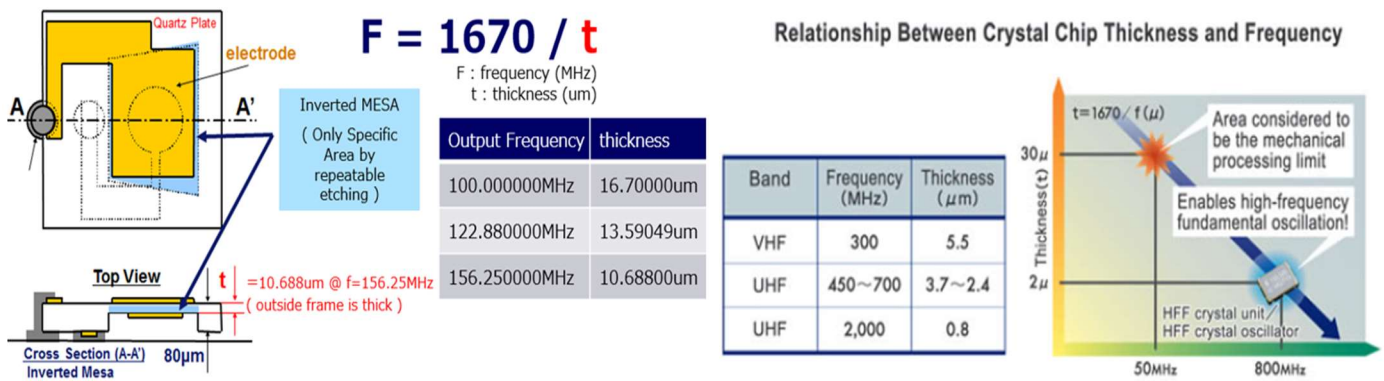 Quartz Plate
electrode
A
A'
Inverted MESA
( Only Specific
Area by
repeatable
etching )
Top View
t
=10.688um @ f=156.25MHz
( outside frame is thick )
Cross Section (A-A')
Inverted Mesa
80μm
F = 1670 / t
F : frequency (MHz)
t : thickness (um)
Output Frequency thickness
100.000000MHz 16.70000um
122.880000MHz 13.59049um
156.250000MHz 10.68800um
Relationship Between Crystal Chip Thickness and Frequency
Band Frequency (MHz) Thickness (μm)
VHF 300 5.5
UHF 450～700 3.7～2.4
UHF 2,000 0.8
t=1670/f(μ)
Area considered to
be the mechanical
processing limit
Enables high-frequency
fundamental oscillation!
Thickness(t)
30μ
2μ
HFF crystal unit/
HFF crystal oscillator
50MHz
800MHz